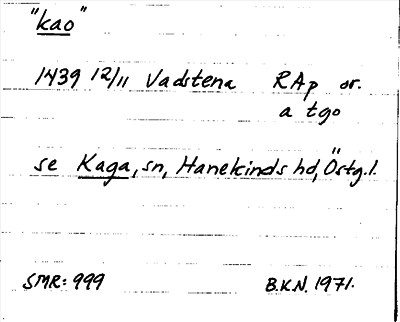 "kao"
1439 12/11 Vadstena RAp or.
a tgo
se Kaga, sn, Hanekinds hd, Östg.l.
SMR: 999 B.K.N. 1971.